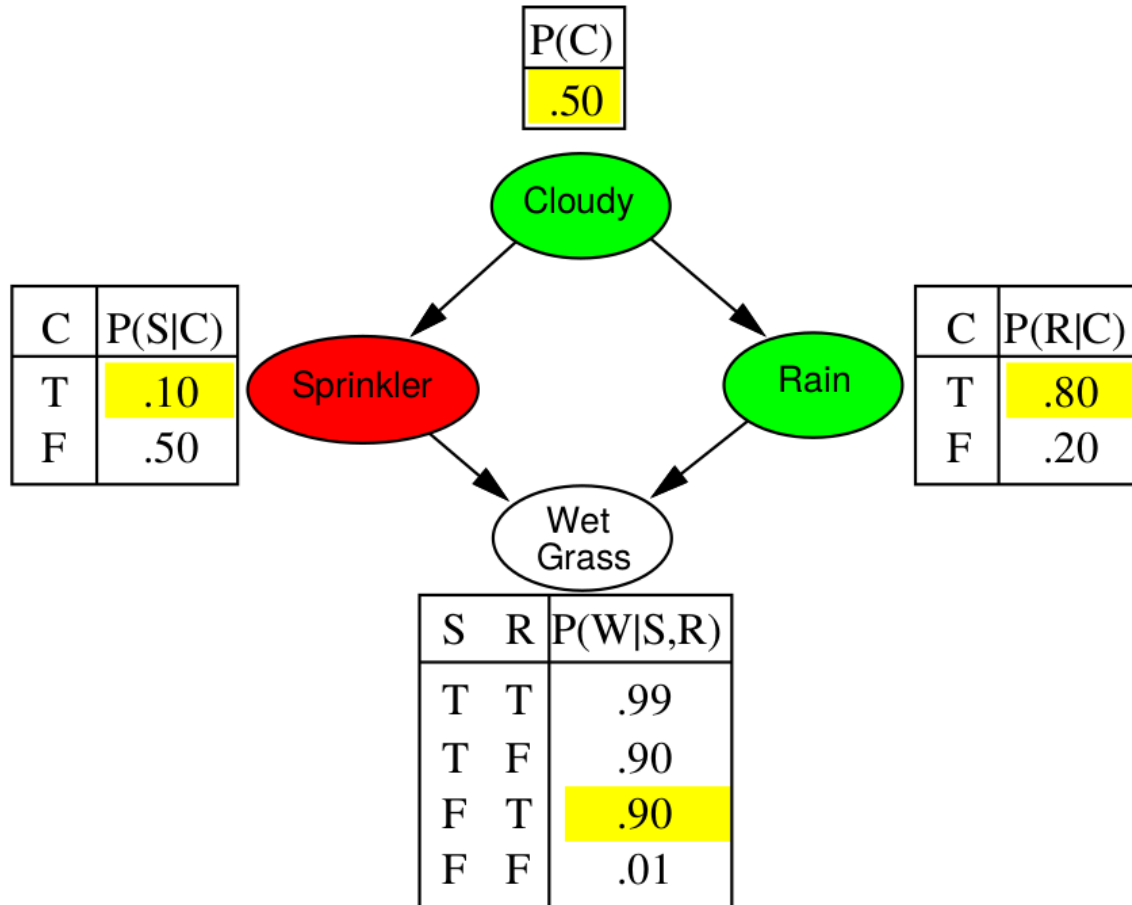 P(C)
.50
Cloudy
C P(S|C)
T .10
F .50
Sprinkler
Rain
C P(R|C)
T .80
F .20
Wet
Grass
S R P(W|S,R)
T T .99
T F .90
F T .90
F F .01